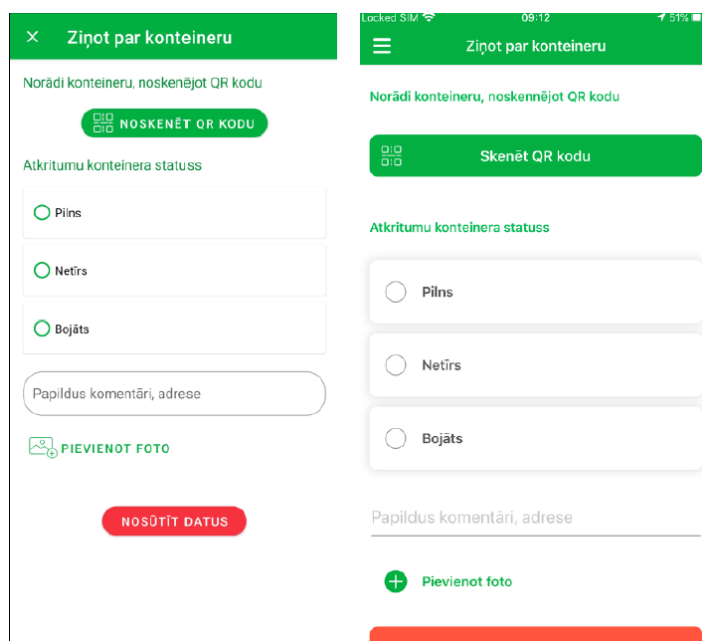 Ziņot par konteineru
Norādi konteineru, noskenējot QR kodu
NOSKENĒT QR KODU
Atkritumu konteinera statuss
Pilns
Netīrs
Bojāts
Papildus komentāri, adrese
PIEVIENOT FOTO
NOSŪTĪT DATUS
Locked SIM 09:12 51%
Ziņot par konteineru
Norādi konteineru, noskennējot QR kodu
Skenēt QR kodu
Atkritumu konteinera statuss
Pilns
Netīrs
Bojāts
Papildus komentāri, adrese
Pievienot foto